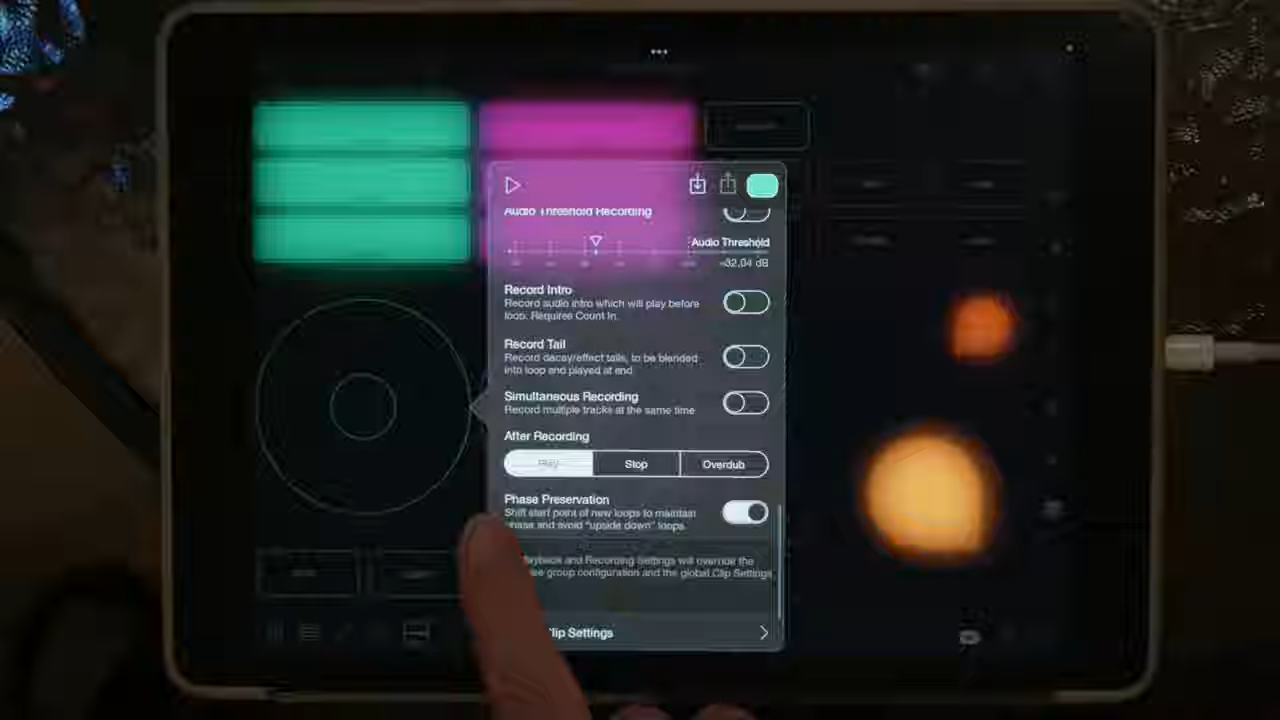 Audio Threshold Recording
Audio Threshold
-32.04 dB
Record Intro
Record audio intro which will play before
loop. Requires Count In.
Record Tail
Record decay/effect tails, to be blended
into loop and played at end
Simultaneous Recording
Record multiple tracks at the same time
After Recording
Play
Stop
Overdub
Phase Preservation
Shift start point of new loops to maintain
phase and avoid "upside down" loops.
layback and Recording Settings will override the
group configuration and the global Clip Settings
lip Settings